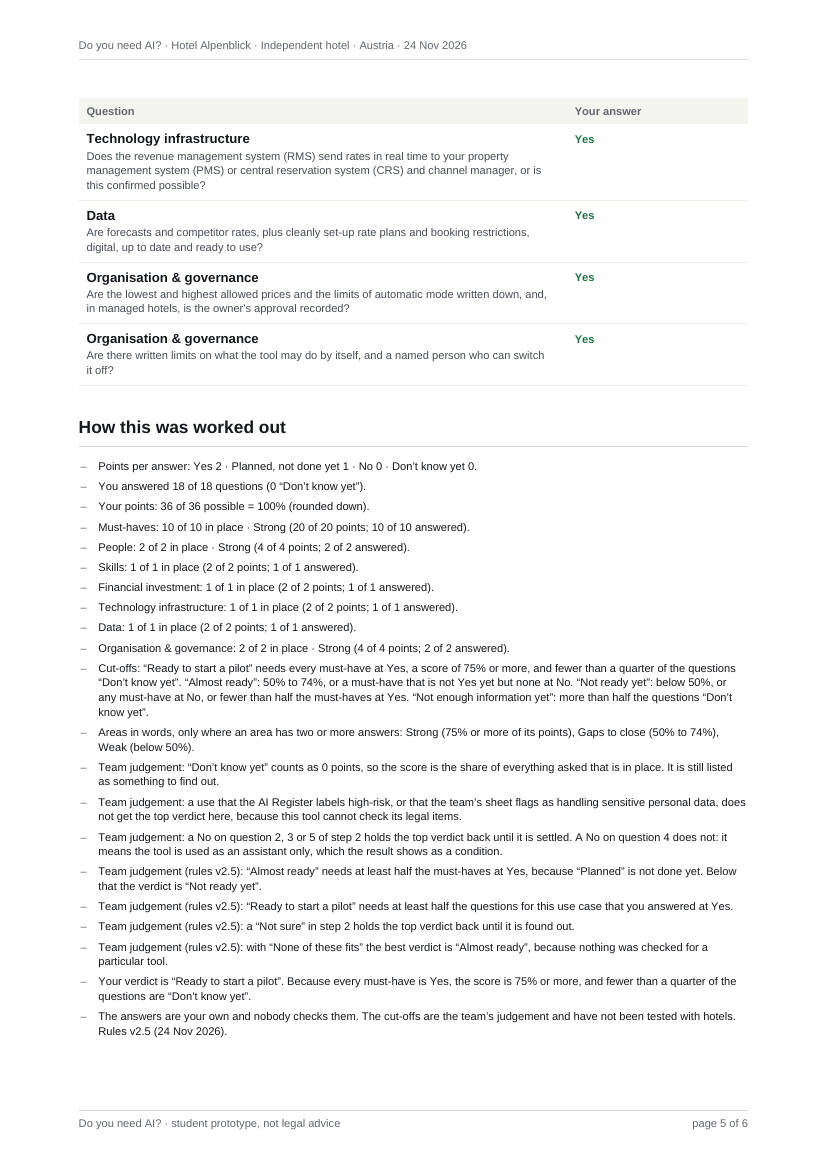 Do you need AI? · Hotel Alpenblick · Independent hotel · Austria · 24 Nov 2026
Question
Your answer
Technology infrastructure
Yes
Does the revenue management system (RMS) send rates in real time to your property
management system (PMS) or central reservation system (CRS) and channel manager, or is
this confirmed possible?
Data
Yes
Are forecasts and competitor rates, plus cleanly set-up rate plans and booking restrictions,
digital, up to date and ready to use?
Organisation & governance
Yes
Are the lowest and highest allowed prices and the limits of automatic mode written down, and,
in managed hotels, is the owner's approval recorded?
Organisation & governance
Yes
Are there written limits on what the tool may do by itself, and a named person who can switch
it off?
How this was worked out
– Points per answer: Yes 2 · Planned, not done yet 1 · No 0 · Don’t know yet 0.
– You answered 18 of 18 questions (0 “Don’t know yet”).
– Your points: 36 of 36 possible = 100% (rounded down).
– Must-haves: 10 of 10 in place · Strong (20 of 20 points; 10 of 10 answered).
– People: 2 of 2 in place · Strong (4 of 4 points; 2 of 2 answered).
– Skills: 1 of 1 in place (2 of 2 points; 1 of 1 answered).
– Financial investment: 1 of 1 in place (2 of 2 points; 1 of 1 answered).
– Technology infrastructure: 1 of 1 in place (2 of 2 points; 1 of 1 answered).
– Data: 1 of 1 in place (2 of 2 points; 1 of 1 answered).
– Organisation & governance: 2 of 2 in place · Strong (4 of 4 points; 2 of 2 answered).
– Cut-offs: “Ready to start a pilot” needs every must-have at Yes, a score of 75% or more, and fewer than a quarter of the questions
“Don’t know yet”. “Almost ready”: 50% to 74%, or a must-have that is not Yes yet but none at No. “Not ready yet”: below 50%, or
any must-have at No, or fewer than half the must-haves at Yes. “Not enough information yet”: more than half the questions “Don’t
know yet”.
– Areas in words, only where an area has two or more answers: Strong (75% or more of its points), Gaps to close (50% to 74%),
Weak (below 50%).
– Team judgement: “Don’t know yet” counts as 0 points, so the score is the share of everything asked that is in place. It is still listed
as something to find out.
– Team judgement: a use that the AI Register labels high-risk, or that the team’s sheet flags as handling sensitive personal data, does
not get the top verdict here, because this tool cannot check its legal items.
– Team judgement: a No on question 2, 3 or 5 of step 2 holds the top verdict back until it is settled. A No on question 4 does not: it
means the tool is used as an assistant only, which the result shows as a condition.
– Team judgement (rules v2.5): “Almost ready” needs at least half the must-haves at Yes, because “Planned” is not done yet. Below
that the verdict is “Not ready yet”.
– Team judgement (rules v2.5): “Ready to start a pilot” needs at least half the questions for this use case that you answered at Yes.
– Team judgement (rules v2.5): a “Not sure” in step 2 holds the top verdict back until it is found out.
– Team judgement (rules v2.5): with “None of these fits” the best verdict is “Almost ready”, because nothing was checked for a
particular tool.
– Your verdict is “Ready to start a pilot”. Because every must-have is Yes, the score is 75% or more, and fewer than a quarter of the
questions are “Don’t know yet”.
– The answers are your own and nobody checks them. The cut-offs are the team’s judgement and have not been tested with hotels.
Rules v2.5 (24 Nov 2026).
Do you need AI? · student prototype, not legal advice
page 5 of 6